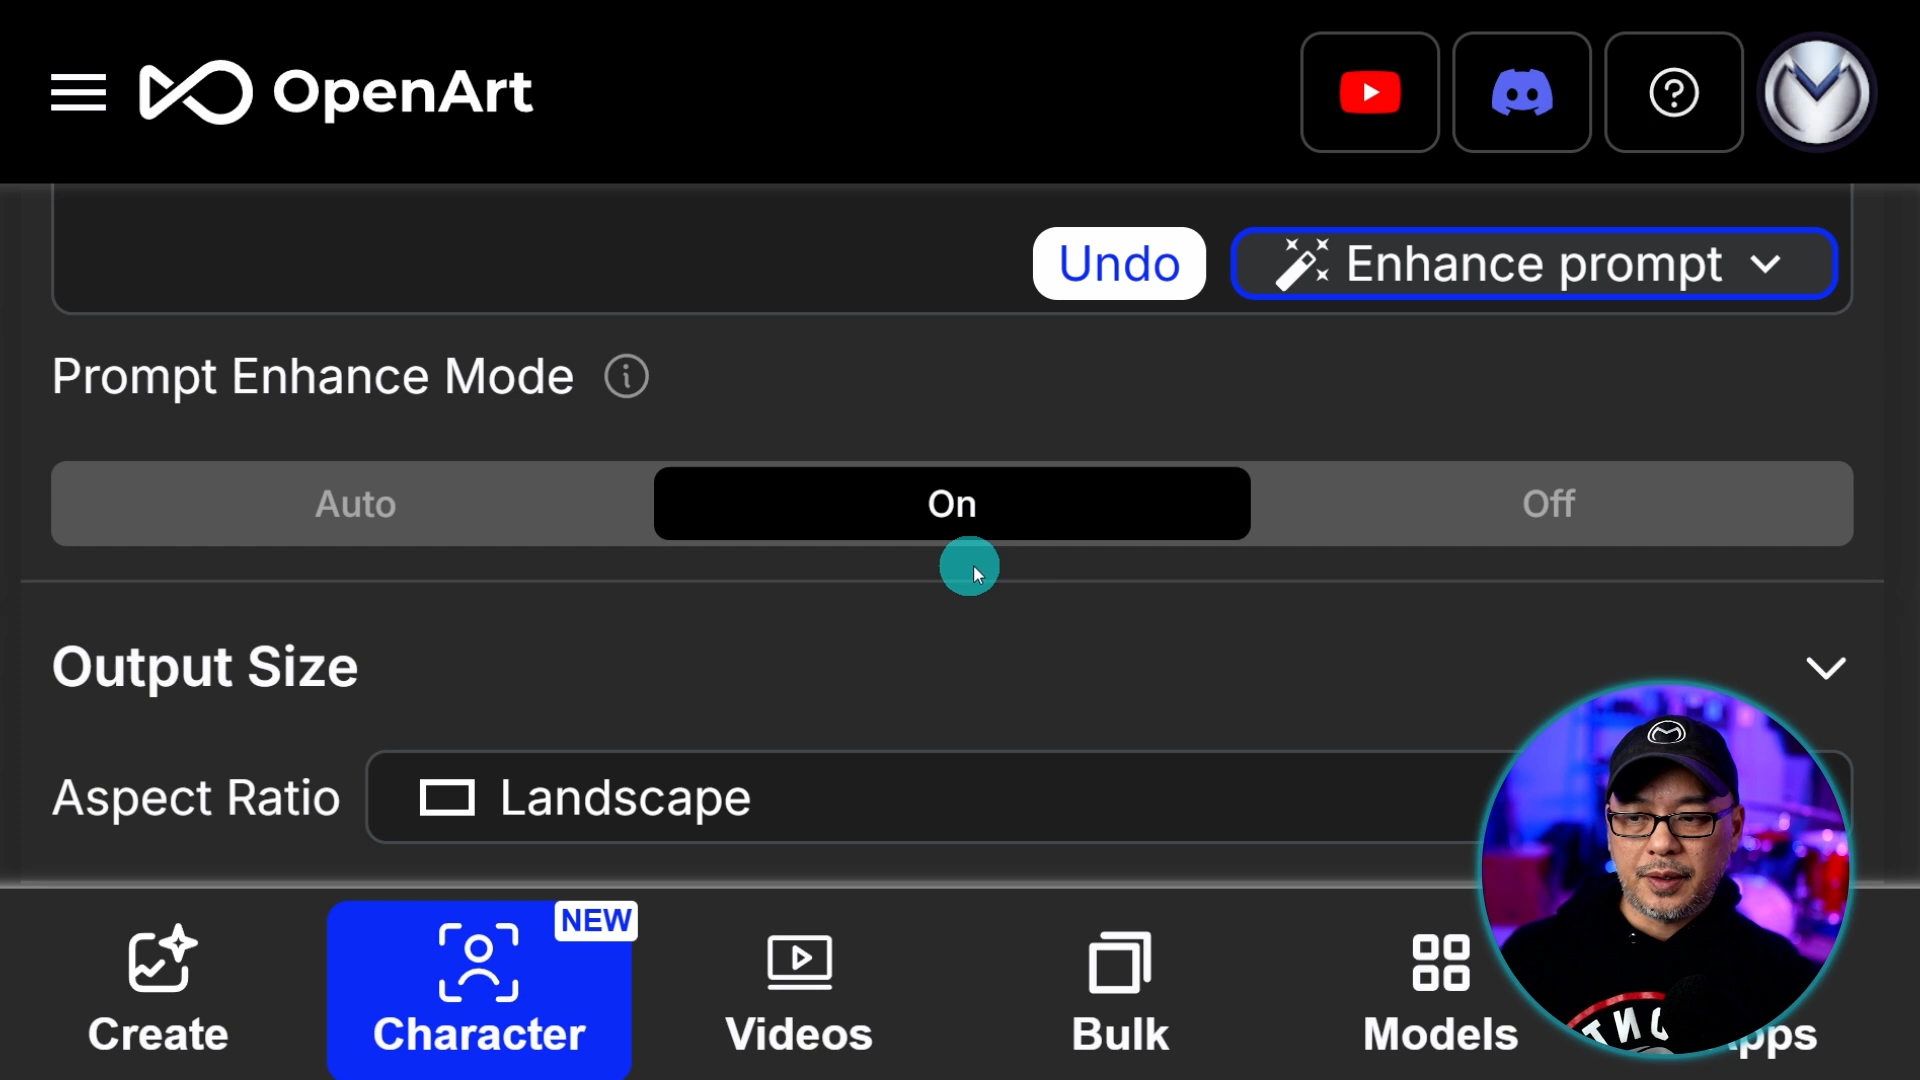 OpenArt
Undo
Enhance prompt
Prompt Enhance Mode
Auto
On
Off
Output Size
Aspect Ratio
Landscape
NEW
Create
Character
Videos
Bulk
Models